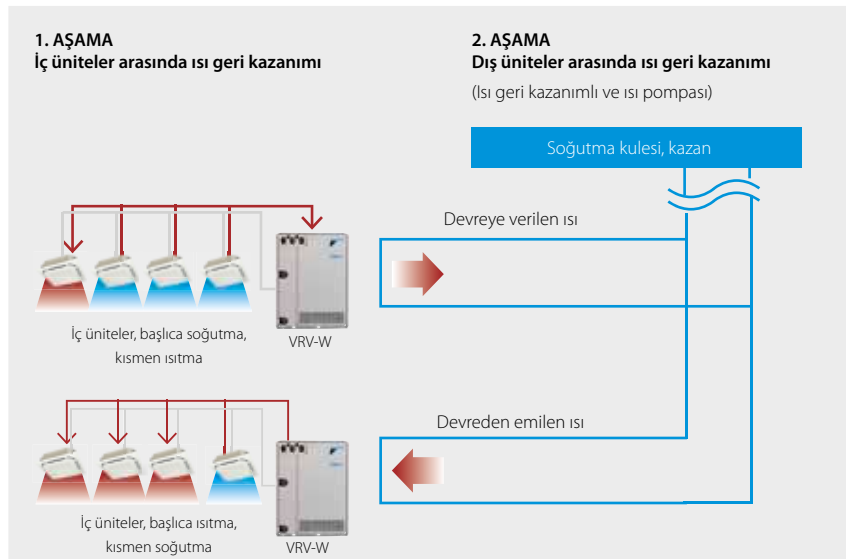 1. AŞAMA
İç üniteler arasında ısı geri kazanımı
2. AŞAMA
Dış üniteler arasında ısı geri kazanımı
(Isı geri kazanımlı ve ısı pompası)
Soğutma kulesi, kazan
Devreye verilen ısı
İç üniteler, başlıca soğutma,
kısmen ısıtma
VRV-W
Devreden emilen ısı
İç üniteler, başlıca ısıtma,
kısmen soğutma
VRV-W